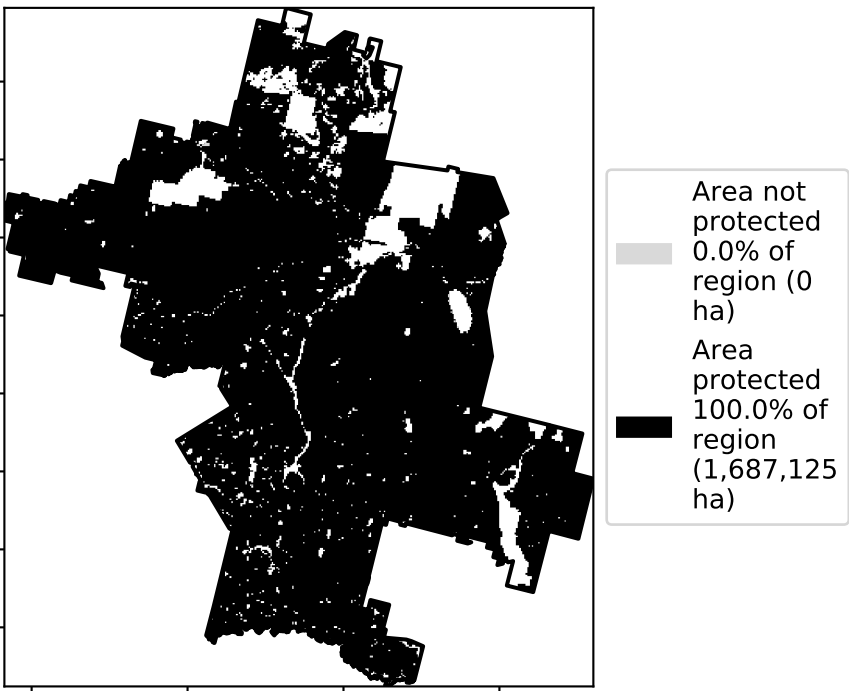 Area not
protected
0.0% of
region (0
ha)
Area
protected
100.0% of
region
(1,687,125
ha)